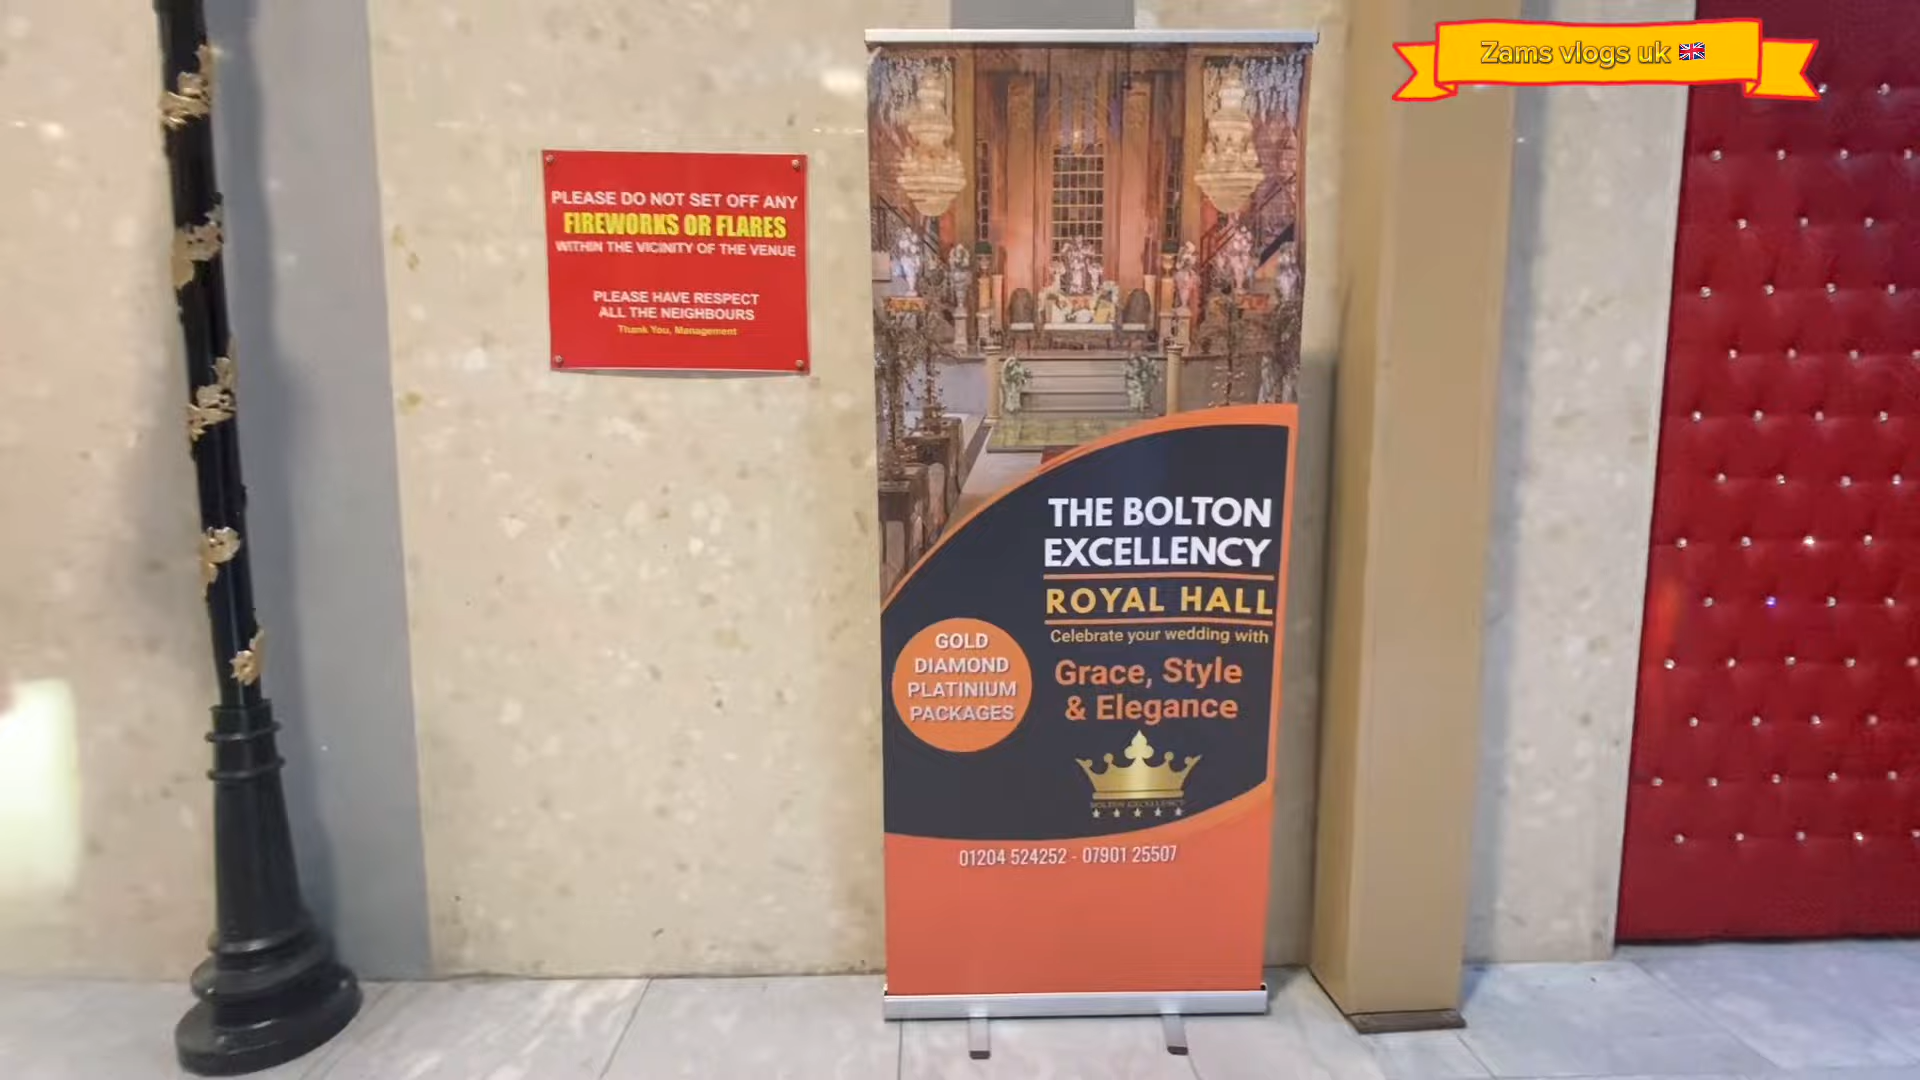 Zams vlogs uk 🇬🇧
PLEASE DO NOT SET OFF ANY
FIREWORKS OR FLARES
WITHIN THE VICINITY OF THE VENUE
PLEASE HAVE RESPECT
ALL THE NEIGHBOURS
Thank You, Management
THE BOLTON
EXCELLENCY
ROYAL HALL
Celebrate your wedding with
Grace, Style
& Elegance
GOLD
DIAMOND
PLATINIUM
PACKAGES
BOLTON EXCELLENCY
01204 524252 - 07901 25507